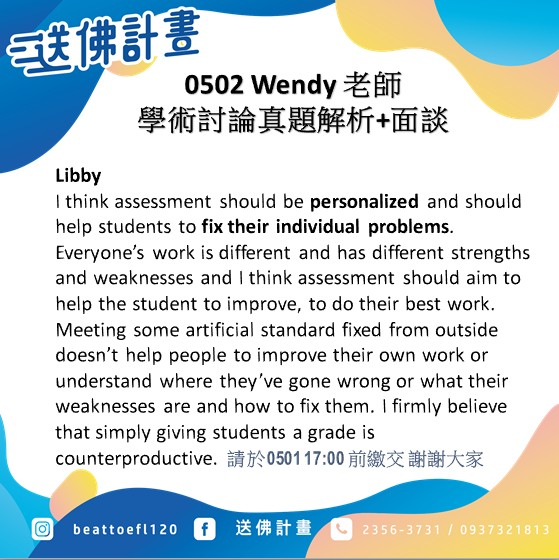 送佛計畫
0502 Wendy 老師
學術討論真題解析+面談
Libby
I think assessment should be personalized and should
help students to fix their individual problems.
Everyone's work is different and has different strengths
and weaknesses and I think assessment should aim to
help the student to improve, to do their best work.
Meeting some artificial standard fixed from outside
doesn't help people to improve their own work or
understand where they've gone wrong or what their
weaknesses are and how to fix them. I firmly believe
that simply giving students a grade is
counterproductive. 請於0501 17:00 前繳交 謝謝大家
beattoefl120 送佛計畫 2356-3731 / 0937321813